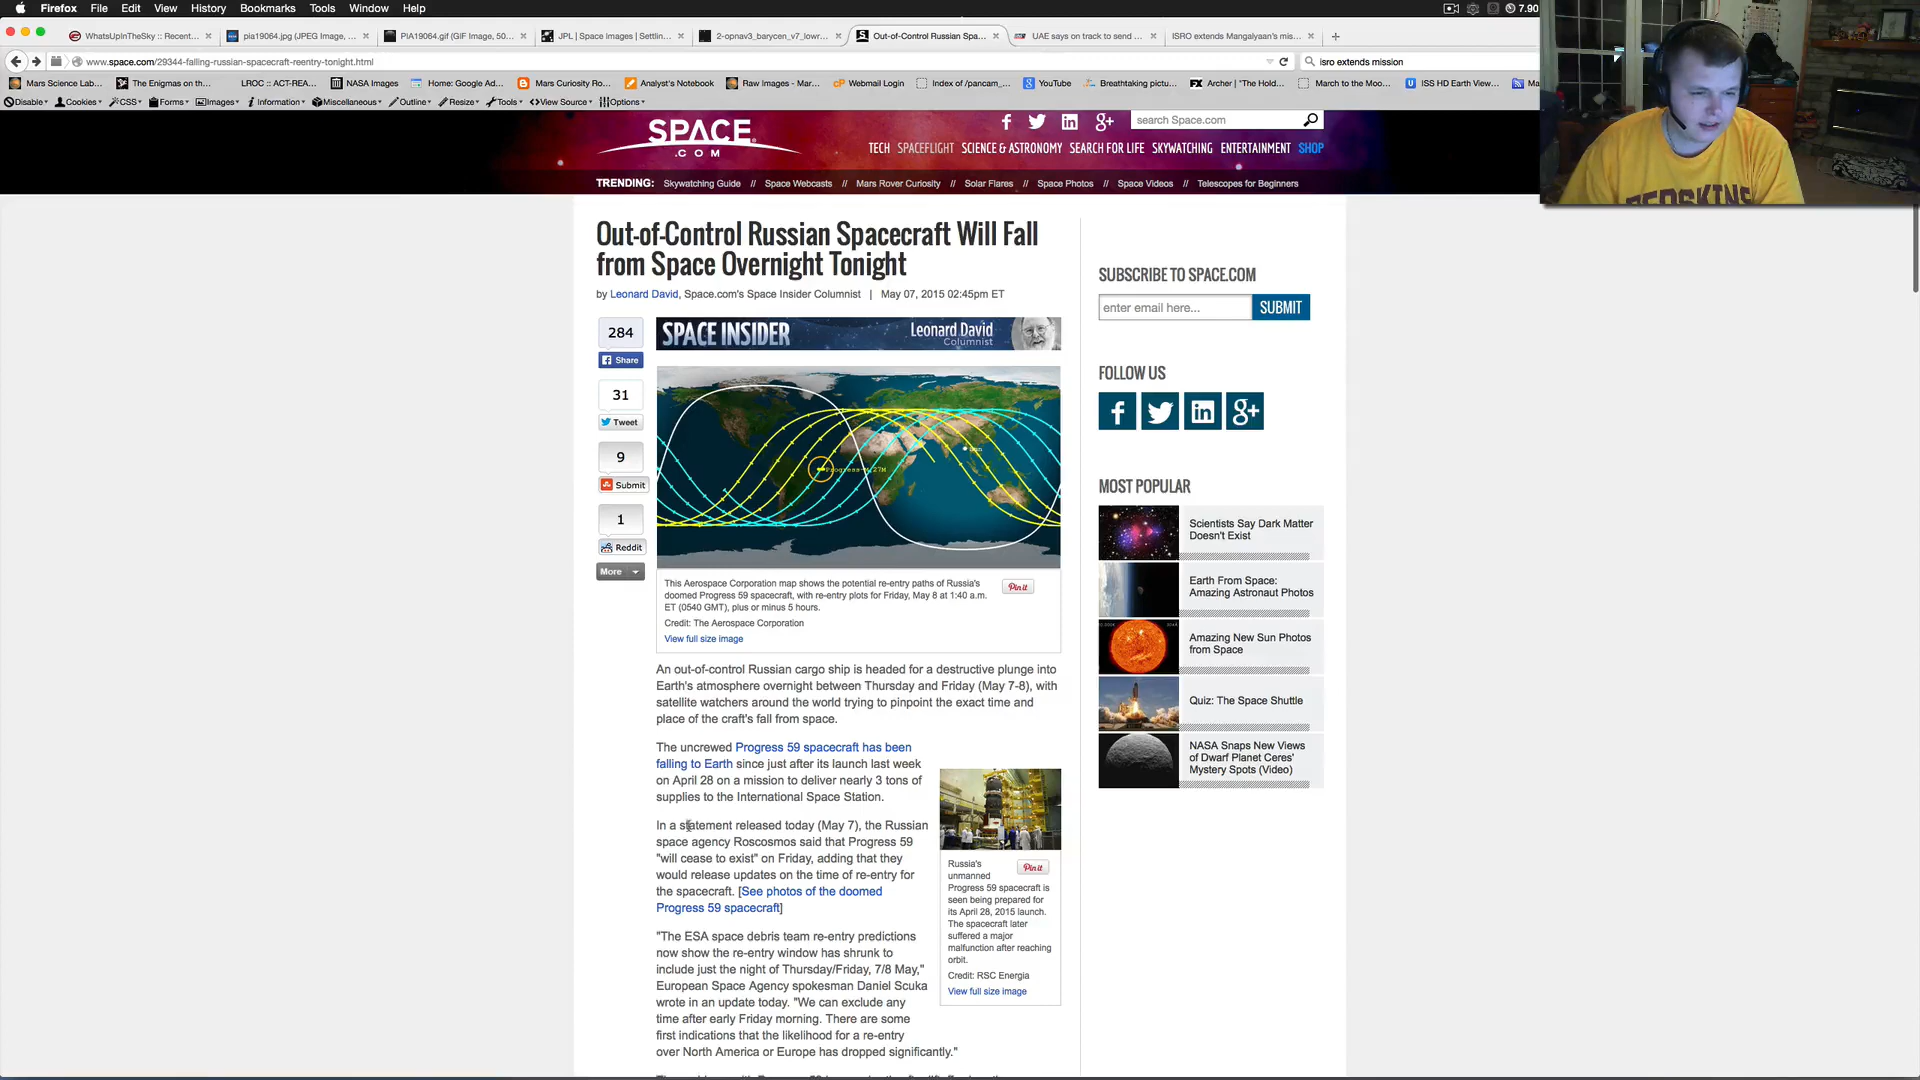 Firefox File Edit View History Bookmarks Tools Window Help
7.90
WhatsUpInTheSky :: Recent...
pia19064.jpg (JPEG Image, ...
PIA19064.gif (GIF Image, 50...
JPL | Space Images | Settlin...
2-opnav3_barycen_v7_lowr...
Out-of-Control Russian Spa...
UAE says on track to send ...
ISRO extends Mangalyaan's mis...
www.space.com/29344-falling-russian-spacecraft-reentry-tonight.html
isro extends mission
Mars Science Lab...
The Enigmas on th...
LROC :: ACT-REA...
NASA Images
Home: Google Ad...
Mars Curiosity Ro...
Analyst's Notebook
Raw Images - Mar...
Webmail Login
Index of /pancam_...
YouTube
Breathtaking pictu...
Archer | "The Hold...
March to the Moo...
ISS HD Earth View...
Ma
Disable Cookies CSS Forms Images Information Miscellaneous Outline Resize Tools View Source Options
SPACE
.COM
search Space.com
TECH SPACEFLIGHT SCIENCE & ASTRONOMY SEARCH FOR LIFE SKYWATCHING ENTERTAINMENT SHOP
TRENDING: Skywatching Guide // Space Webcasts // Mars Rover Curiosity // Solar Flares // Space Photos // Space Videos // Telescopes for Beginners
REDSKINS
Out-of-Control Russian Spacecraft Will Fall
from Space Overnight Tonight
by Leonard David, Space.com's Space Insider Columnist | May 07, 2015 02:45pm ET
284
Share
31
Tweet
9
Submit
1
Reddit
More
SPACE INSIDER
Leonard David
Columnist
Progress-M 27M
This Aerospace Corporation map shows the potential re-entry paths of Russia's
doomed Progress 59 spacecraft, with re-entry plots for Friday, May 8 at 1:40 a.m.
ET (0540 GMT), plus or minus 5 hours.
Credit: The Aerospace Corporation
View full size image
Pin it
An out-of-control Russian cargo ship is headed for a destructive plunge into
Earth's atmosphere overnight between Thursday and Friday (May 7-8), with
satellite watchers around the world trying to pinpoint the exact time and
place of the craft's fall from space.
The uncrewed Progress 59 spacecraft has been
falling to Earth since just after its launch last week
on April 28 on a mission to deliver nearly 3 tons of
supplies to the International Space Station.
In a statement released today (May 7), the Russian
space agency Roscosmos said that Progress 59
"will cease to exist" on Friday, adding that they
would release updates on the time of re-entry for
the spacecraft. [See photos of the doomed
Progress 59 spacecraft]
"The ESA space debris team re-entry predictions
now show the re-entry window has shrunk to
include just the night of Thursday/Friday, 7/8 May,"
European Space Agency spokesman Daniel Scuka
wrote in an update today. "We can exclude any
time after early Friday morning. There are some
first indications that the likelihood for a re-entry
over North America or Europe has dropped significantly."
Russia's
unmanned
Progress 59 spacecraft is
seen being prepared for
its April 28, 2015 launch.
The spacecraft later
suffered a major
malfunction after reaching
orbit.
Credit: RSC Energia
View full size image
Pin it
SUBSCRIBE TO SPACE.COM
enter email here...
SUBMIT
FOLLOW US
MOST POPULAR
Scientists Say Dark Matter
Doesn't Exist
Earth From Space:
Amazing Astronaut Photos
Amazing New Sun Photos
from Space
Quiz: The Space Shuttle
NASA Snaps New Views
of Dwarf Planet Ceres'
Mystery Spots (Video)